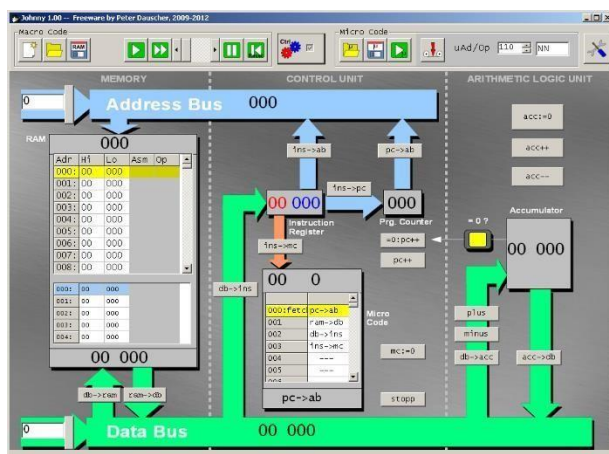 Johnny 1.00 -- Freeware by Peter Dauscher, 2009-2012
Macro Code
RAM
Ctrl
Micro Code
uAd/Op 110 NN
MEMORY
CONTROL UNIT
ARITHMETIC LOGIC UNIT
0
Address Bus 000
acc:=0
acc++
acc--
RAM
000
Adr Hi Lo Asm Op
000: 00 000
001: 00 000
002: 00 000
003: 00 000
004: 00 000
005: 00 000
006: 00 000
007: 00 000
008: 00 000
000: 00 000
001: 00 000
002: 00 000
003: 00 000
004: 00 000
00 000
db->ram
ram->db
ins->ab
pc->ab
ins->pc
00 000
Instruction Register
000
Prg. Counter
=0:pc++
pc++
ins->mc
db->ins
00 0
000:fetch pc->ab
001 ram->db
002 db->ins
003 ins->mc
004 ---
005 ---
Micro Code
mc:=0
pc->ab
stopp
= 0 ?
Accumulator
00 000
plus
minus
db->acc
acc->db
0
Data Bus 00 000